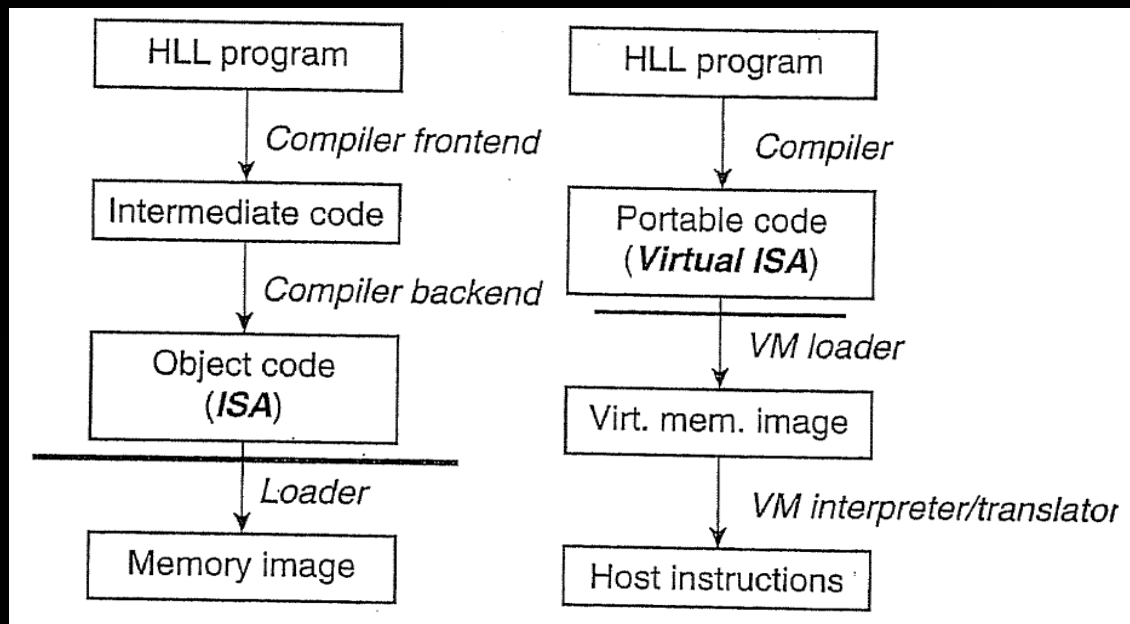 HLL program
Compiler frontend
Intermediate code
Compiler backend
Object code
(ISA)
Loader
Memory image
HLL program
Compiler
Portable code
(Virtual ISA)
VM loader
Virt. mem. image
VM interpreter/translator
Host instructions